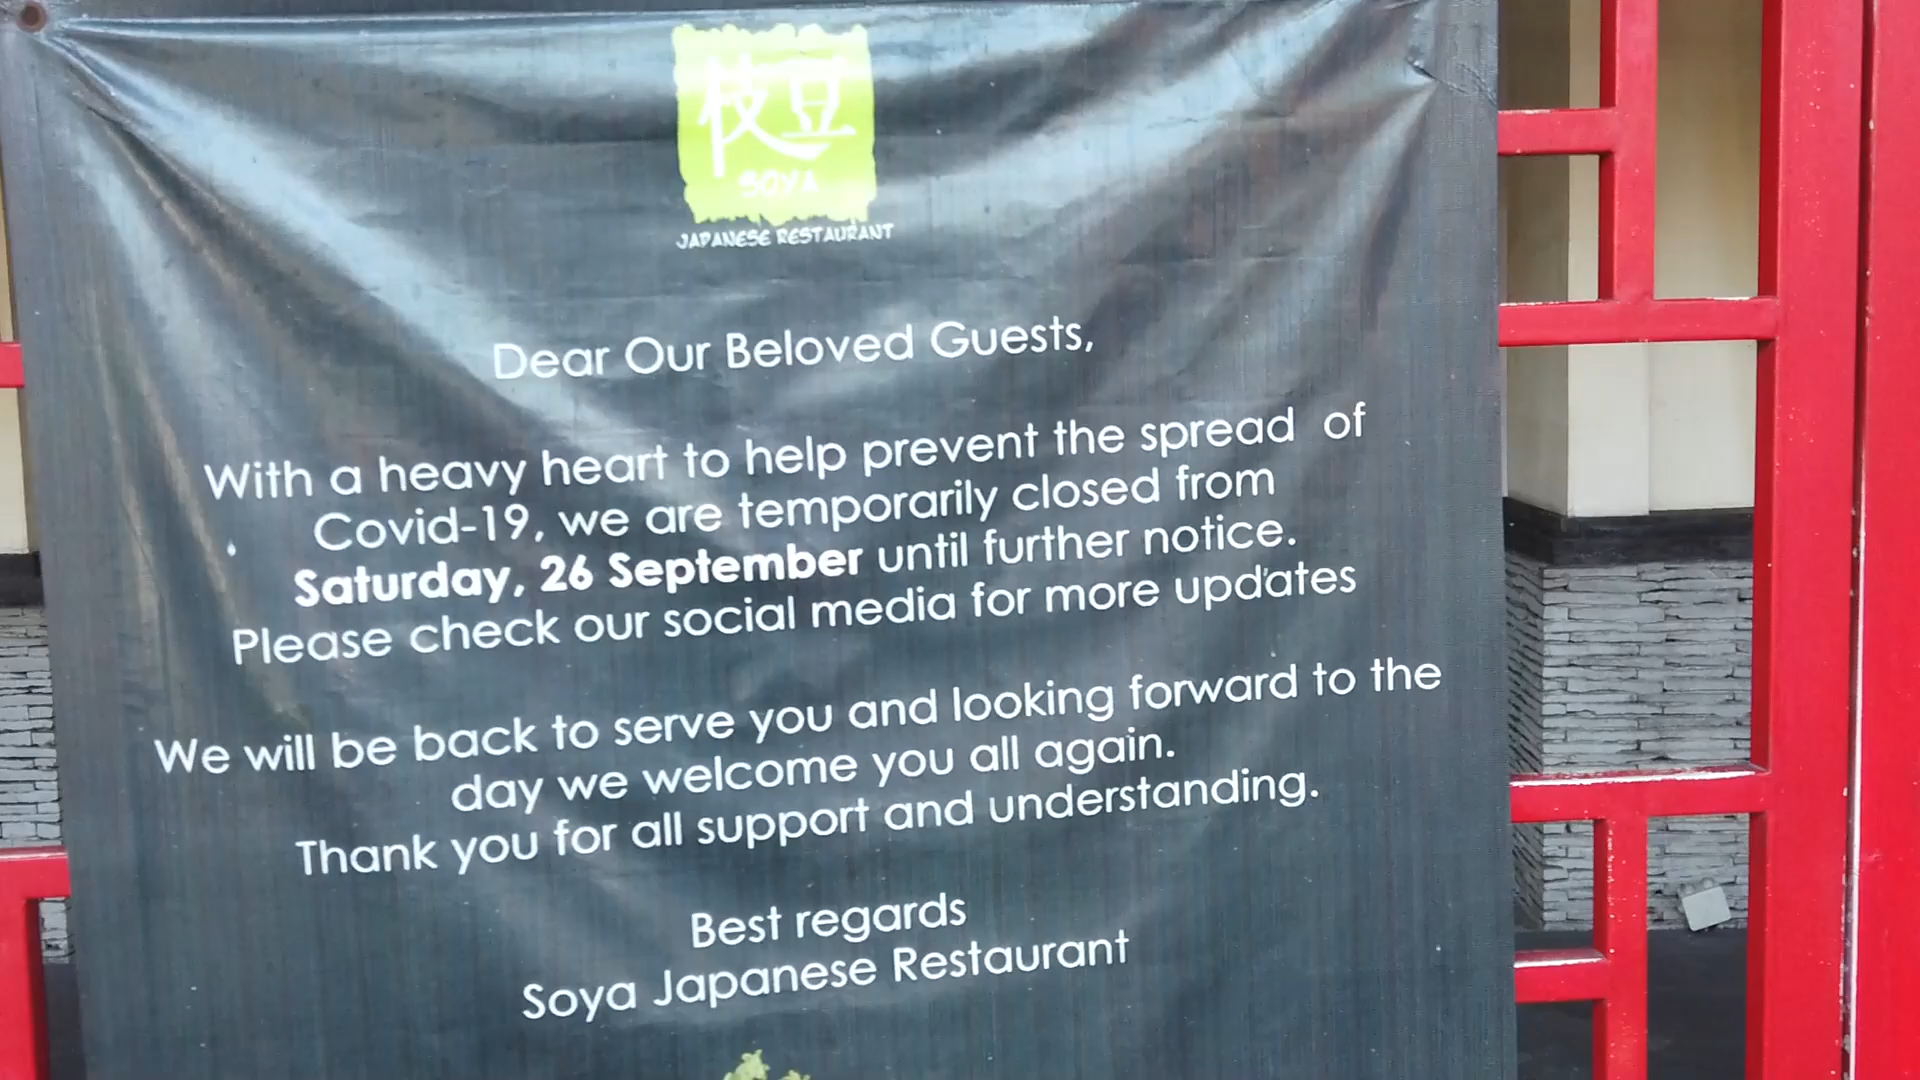 枝豆
SOYA
JAPANESE RESTAURANT
Dear Our Beloved Guests,
With a heavy heart to help prevent the spread of
Covid-19, we are temporarily closed from
Saturday, 26 September until further notice.
Please check our social media for more updates
We will be back to serve you and looking forward to the
day we welcome you all again.
Thank you for all support and understanding.
Best regards
Soya Japanese Restaurant